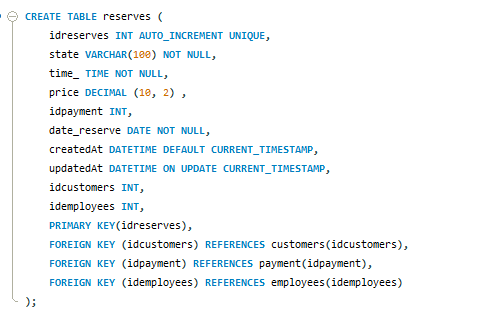 CREATE TABLE reserves (
idreserves INT AUTO_INCREMENT UNIQUE,
state VARCHAR(100) NOT NULL,
time_ TIME NOT NULL,
price DECIMAL (10, 2) ,
idpayment INT,
date_reserve DATE NOT NULL,
createdAt DATETIME DEFAULT CURRENT_TIMESTAMP,
updatedAt DATETIME ON UPDATE CURRENT_TIMESTAMP,
idcustomers INT,
idemployees INT,
PRIMARY KEY(idreserves),
FOREIGN KEY (idcustomers) REFERENCES customers(idcustomers),
FOREIGN KEY (idpayment) REFERENCES payment(idpayment),
FOREIGN KEY (idemployees) REFERENCES employees(idemployees)
);